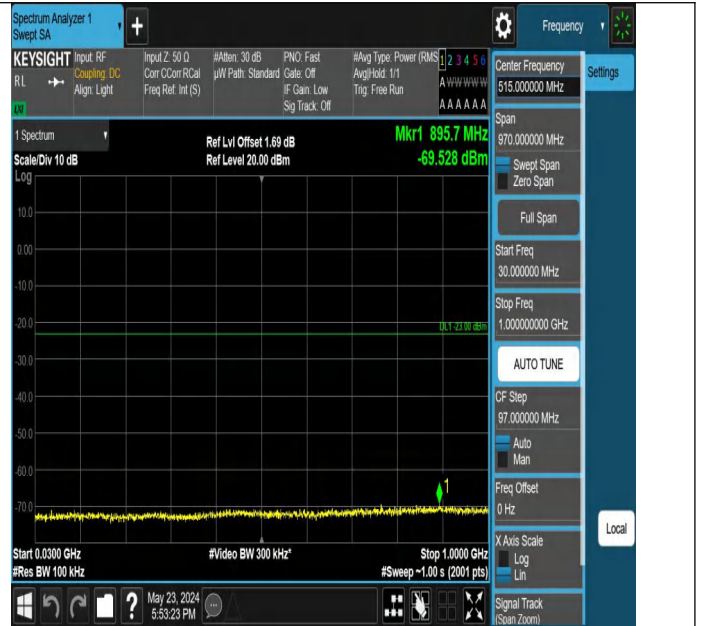 Spectrum Analyzer 1
Swept SA
Frequency
KEYSIGHT
RL
LXI
Input: RF
Coupling: DC
Align: Light
Input Z: 50 Ω
Corr CCorr RCal
Freq Ref: Int (S)
#Atten: 30 dB
µW Path: Standard
PNO: Fast
Gate: Off
IF Gain: Low
Sig Track: Off
#Avg Type: Power (RMS
Avg|Hold: 1/1
Trig: Free Run
1 2 3 4 5 6
A W W W W W
A A A A A A
1 Spectrum
Scale/Div 10 dB
Ref Lvl Offset 1.69 dB
Ref Level 20.00 dBm
Mkr1 895.7 MHz
-69.528 dBm
Log
10.0
0.00
-10.0
-20.0
-30.0
-40.0
-50.0
-60.0
-70.0
DL1 -23.00 dBm
1
Start 0.0300 GHz
#Res BW 100 kHz
#Video BW 300 kHz*
Stop 1.0000 GHz
#Sweep ~1.00 s (2001 pts)
May 23, 2024
5:53:23 PM
?
Center Frequency
515.000000 MHz
Settings
Span
970.000000 MHz
Swept Span
Zero Span
Full Span
Start Freq
30.000000 MHz
Stop Freq
1.000000000 GHz
AUTO TUNE
CF Step
97.000000 MHz
Auto
Man
Freq Offset
0 Hz
X Axis Scale
Log
Lin
Local
Signal Track
(Span Zoom)